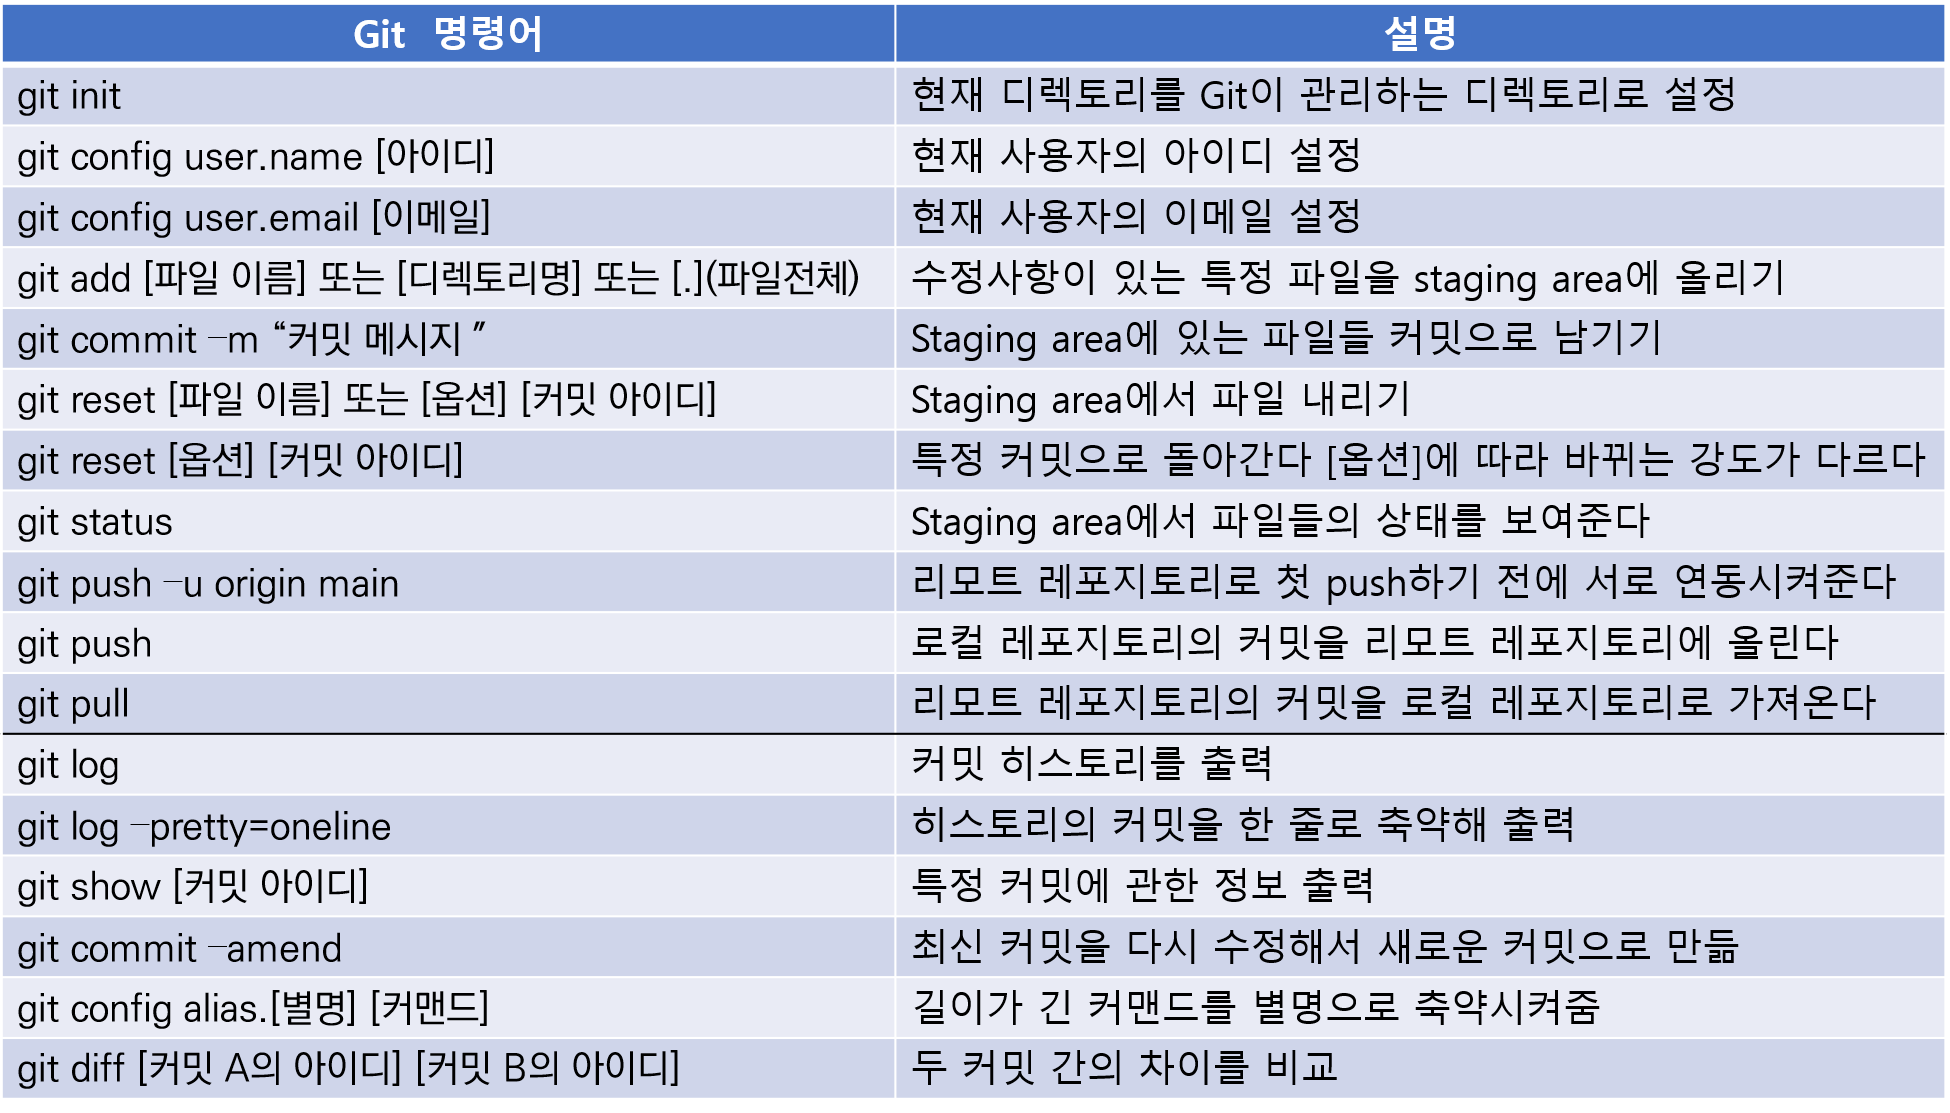 Git 명령어 설명
git init 현재 디렉토리를 Git이 관리하는 디렉토리로 설정
git config user.name [아이디] 현재 사용자의 아이디 설정
git config user.email [이메일] 현재 사용자의 이메일 설정
git add [파일 이름] 또는 [디렉토리명] 또는 [.](파일전체) 수정사항이 있는 특정 파일을 staging area에 올리기
git commit –m “커밋 메시지 ” Staging area에 있는 파일들 커밋으로 남기기
git reset [파일 이름] 또는 [옵션] [커밋 아이디] Staging area에서 파일 내리기
git reset [옵션] [커밋 아이디] 특정 커밋으로 돌아간다 [옵션]에 따라 바뀌는 강도가 다르다
git status Staging area에서 파일들의 상태를 보여준다
git push –u origin main 리모트 레포지토리로 첫 push하기 전에 서로 연동시켜준다
git push 로컬 레포지토리의 커밋을 리모트 레포지토리에 올린다
git pull 리모트 레포지토리의 커밋을 로컬 레포지토리로 가져온다
git log 커밋 히스토리를 출력
git log –pretty=oneline 히스토리의 커밋을 한 줄로 축약해 출력
git show [커밋 아이디] 특정 커밋에 관한 정보 출력
git commit –amend 최신 커밋을 다시 수정해서 새로운 커밋으로 만듦
git config alias.[별명] [커맨드] 길이가 긴 커맨드를 별명으로 축약시켜줌
git diff [커밋 A의 아이디] [커밋 B의 아이디] 두 커밋 간의 차이를 비교